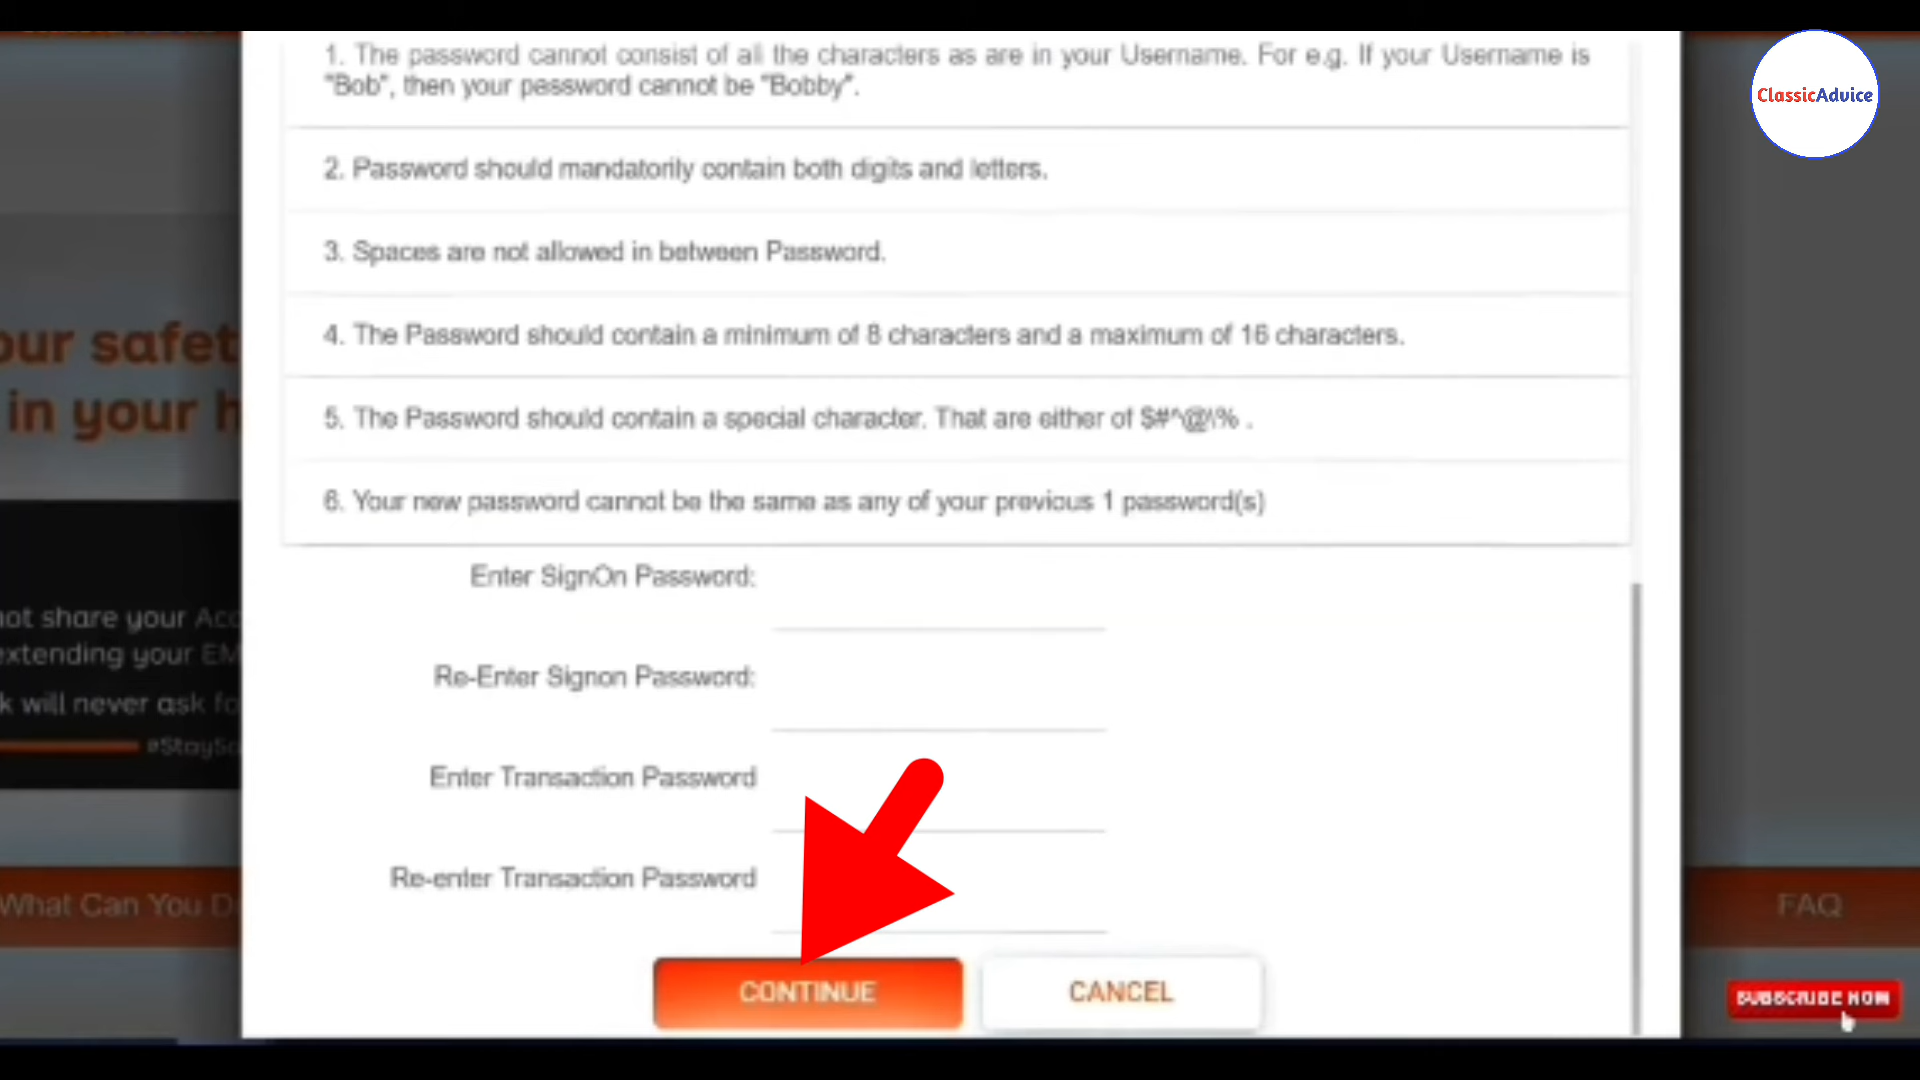 1. The password cannot consist of all the characters as are in your Username. For e.g. If your Username is
"Bob", then your password cannot be "Bobby".
ClassicAdvice
2. Password should mandatorily contain both digits and letters.
3. Spaces are not allowed in between Password.
our safet
in your h
4. The Password should contain a minimum of 8 characters and a maximum of 16 characters.
5. The Password should contain a special character. That are either of $#^@\% .
6. Your new password cannot be the same as any of your previous 1 password(s)
not share your Acc
extending your EM
k will never ask fo
#StaySa
Enter SignOn Password:
Re-Enter Signon Password:
Enter Transaction Password
Re-enter Transaction Password
What Can You D
FAQ
CONTINUE
CANCEL
SUBSCRIBE NOW